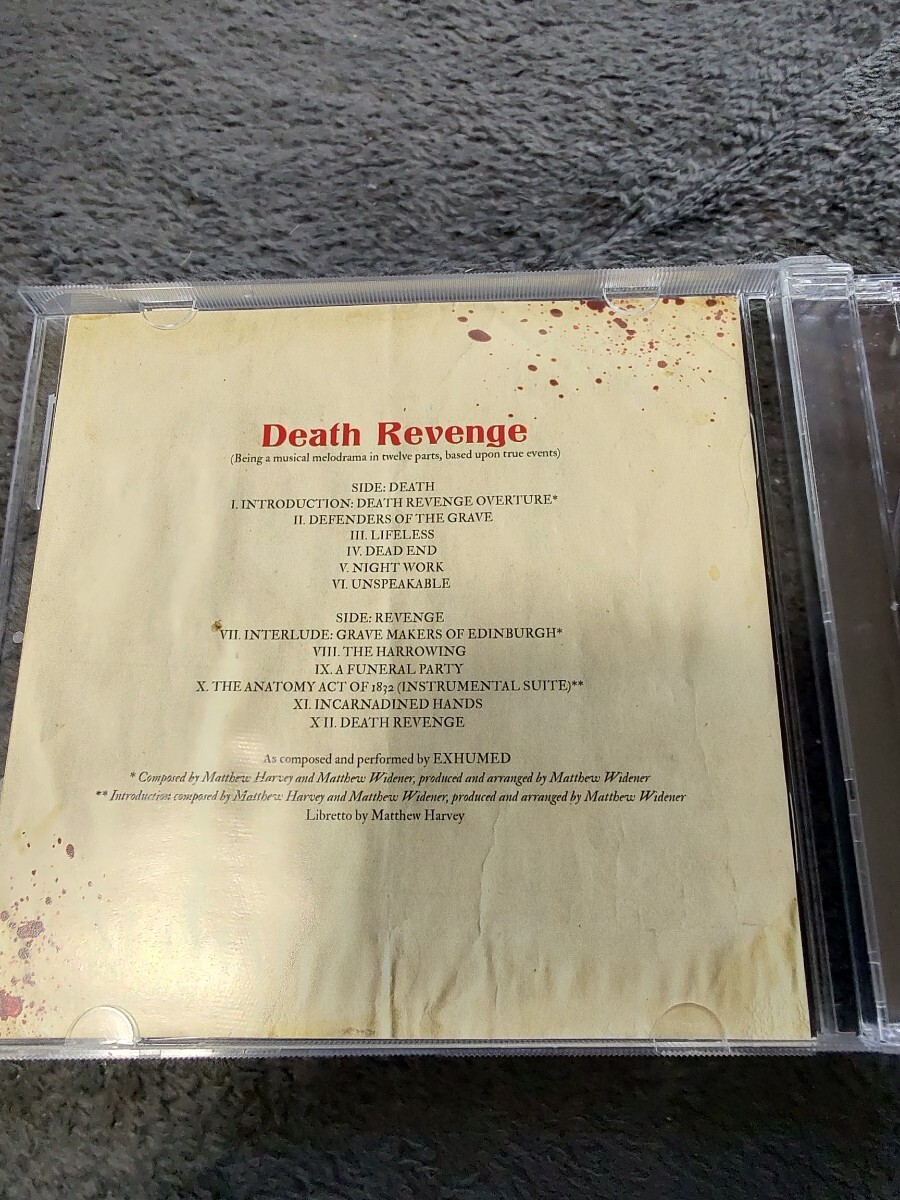 Death Revenge
(Being a musical melodrama in twelve parts, based upon true events)
SIDE: DEATH
I. INTRODUCTION: DEATH REVENGE OVERTURE*
II. DEFENDERS OF THE GRAVE
III. LIFELESS
IV. DEAD END
V. NIGHT WORK
VI. UNSPEAKABLE
SIDE: REVENGE
VII. INTERLUDE: GRAVE MAKERS OF EDINBURGH*
VIII. THE HARROWING
IX. A FUNERAL PARTY
X. THE ANATOMY ACT OF 1832 (INSTRUMENTAL SUITE)**
XI. INCARNADINED HANDS
X II. DEATH REVENGE
As composed and performed by EXHUMED
* Composed by Matthew Harvey and Matthew Widener, produced and arranged by Matthew Widener
** Introduction composed by Matthew Harvey and Matthew Widener, produced and arranged by Matthew Widener
Libretto by Matthew Harvey